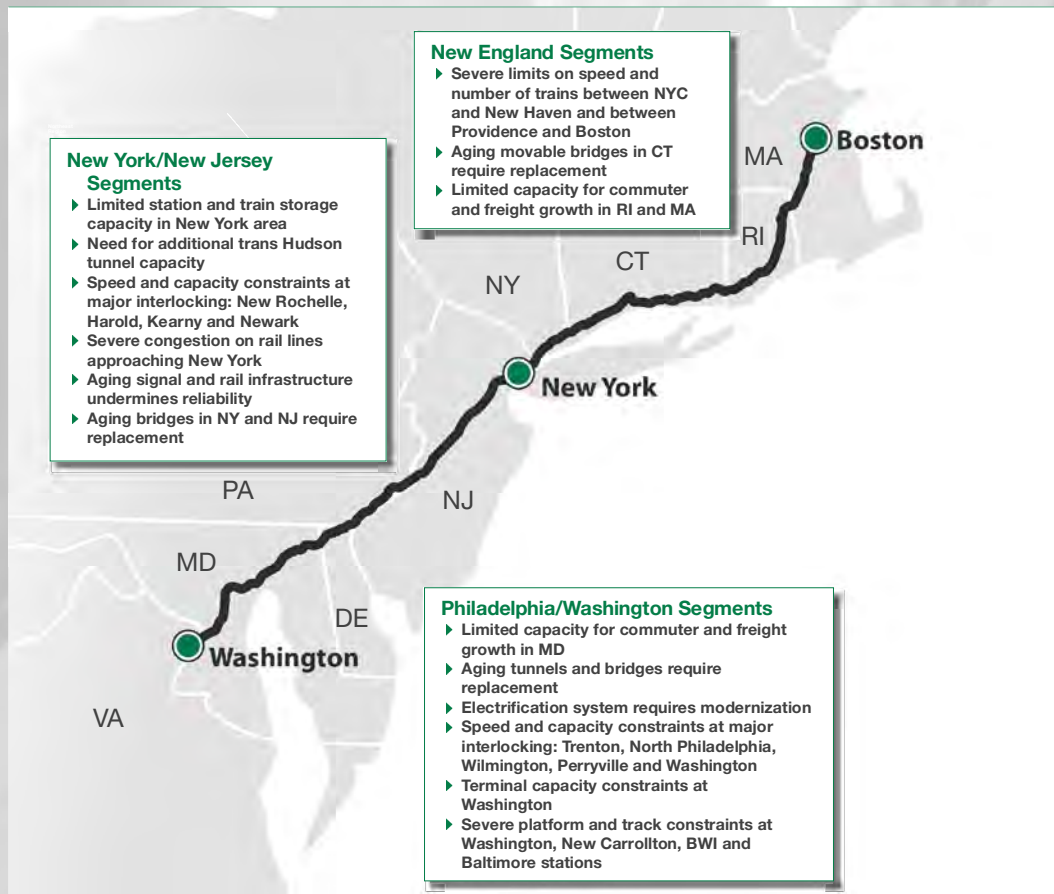 New England Segments
Severe limits on speed and
number of trains between NYC
and New Haven and between
Providence and Boston
Aging movable bridges in CT
require replacement
Limited capacity for commuter
and freight growth in RI and MA
New York/New Jersey
Segments
Limited station and train storage
capacity in New York area
Need for additional trans Hudson
tunnel capacity
Speed and capacity constraints at
major interlocking: New Rochelle,
Harold, Kearny and Newark
Severe congestion on rail lines
approaching New York
Aging signal and rail infrastructure
undermines reliability
Aging bridges in NY and NJ require
replacement
Boston
MA
RI
CT
NY
New York
PA
NJ
MD
DE
Washington
VA
Philadelphia/Washington Segments
Limited capacity for commuter and freight
growth in MD
Aging tunnels and bridges require
replacement
Electrification system requires modernization
Speed and capacity constraints at major
interlocking: Trenton, North Philadelphia,
Wilmington, Perryville and Washington
Terminal capacity constraints at
Washington
Severe platform and track constraints at
Washington, New Carrollton, BWI and
Baltimore stations